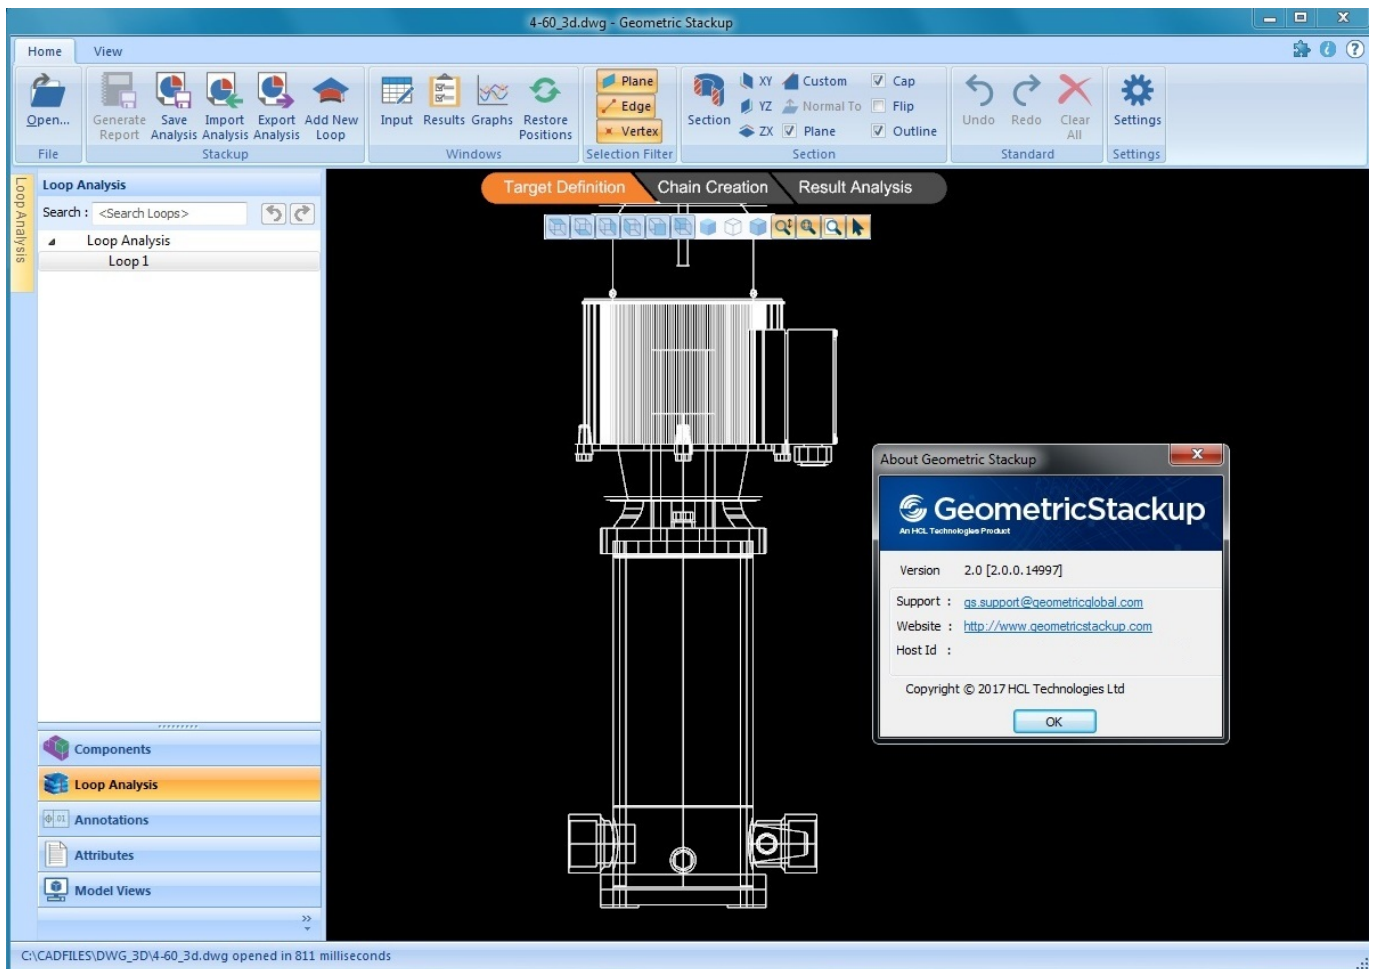 4-60_3d.dwg - Geometric Stackup
Home View
Open...
Generate Report
Save Analysis
Import Analysis
Export Analysis
Add New Loop
Input
Results
Graphs
Restore Positions
Plane
Edge
Vertex
Section
XY
YZ
ZX
Custom
Normal To
Plane
Cap
Flip
Outline
Undo
Redo
Clear All
Settings
File
Stackup
Windows
Selection Filter
Section
Standard
Settings
Loop Analysis
Loop Analysis
Search : <Search Loops>
Loop Analysis
Loop 1
Target Definition Chain Creation Result Analysis
About Geometric Stackup
GeometricStackup
An HCL Technologies Product
Version 2.0 [2.0.0.14997]
Support : gs.support@geometricglobal.com
Website : http://www.geometricstackup.com
Host Id :
Copyright © 2017 HCL Technologies Ltd
OK
Components
Loop Analysis
.01 Annotations
Attributes
Model Views
C:\CADFILES\DWG_3D\4-60_3d.dwg opened in 811 milliseconds